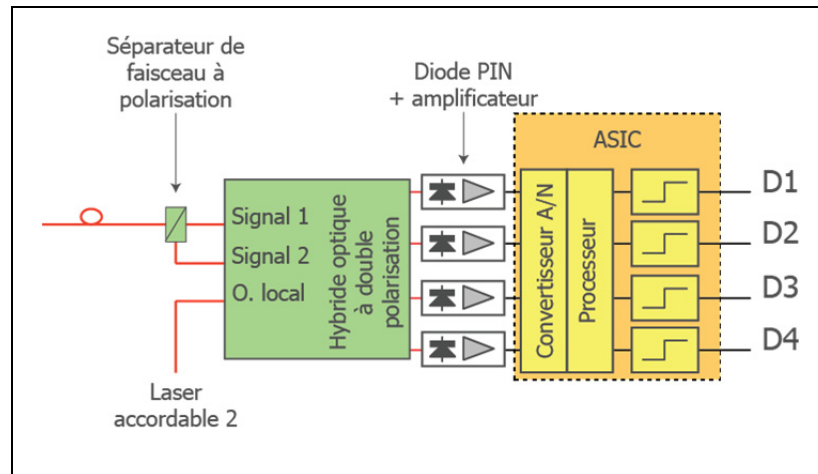 Séparateur de
faisceau à
polarisation
Diode PIN
+ amplificateur
ASIC
Signal 1
Signal 2
O. local
Hybride optique
à double
polarisation
Convertisseur A/N
Processeur
D1
D2
D3
D4
Laser
accordable 2